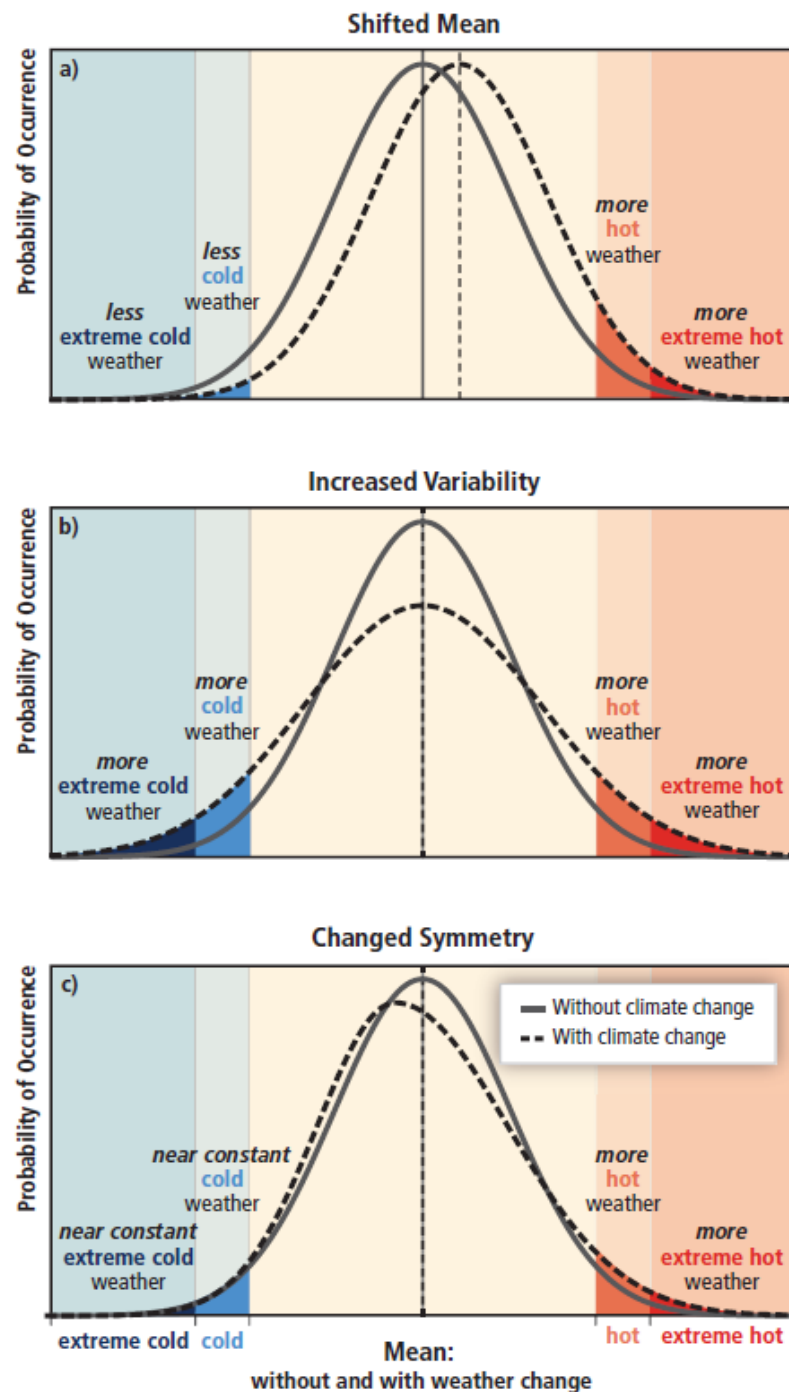 Shifted Mean
a)
Probability of Occurrence
less
extreme cold
weather
less
cold
weather
more
hot
weather
more
extreme hot
weather
Increased Variability
b)
Probability of Occurrence
more
extreme cold
weather
more
cold
weather
more
hot
weather
more
extreme hot
weather
Changed Symmetry
c)
Probability of Occurrence
Without climate change
With climate change
near constant
extreme cold
weather
near constant
cold
weather
more
hot
weather
more
extreme hot
weather
extreme cold
cold
Mean:
without and with weather change
hot
extreme hot